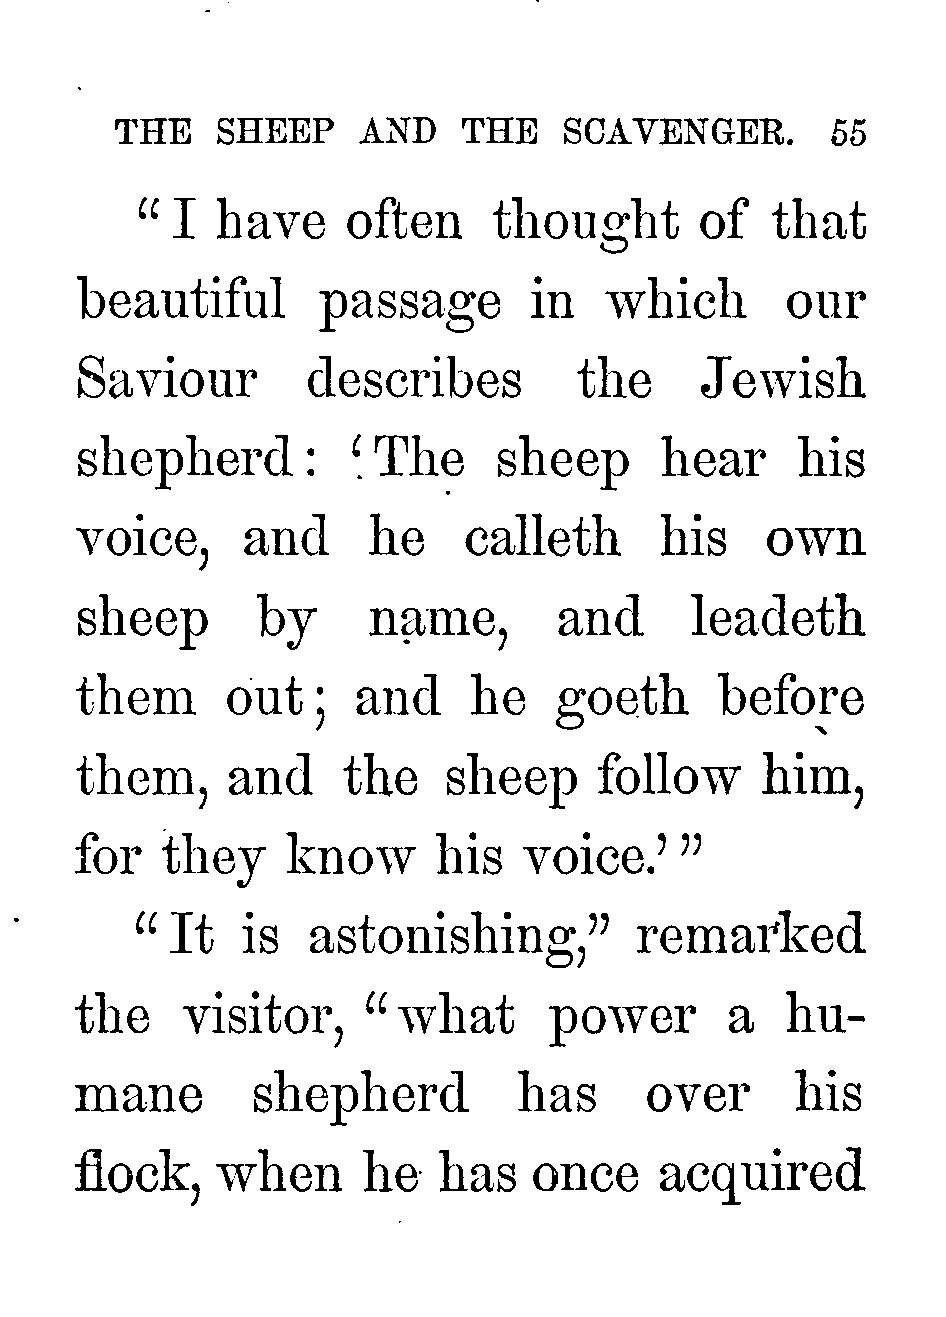 THE SHEEP AND THE SCAVENGER. 55
“I have often thought of that
beautiful passage in which our
Saviour describes the Jewish
shepherd: ‘The sheep hear his
voice, and he calleth his own
sheep by name, and leadeth
them out; and he goeth before
them, and the sheep follow him,
for they know his voice.’”
“It is astonishing,” remarked
the visitor, “what power a hu-
mane shepherd has over his
flock, when he has once acquired